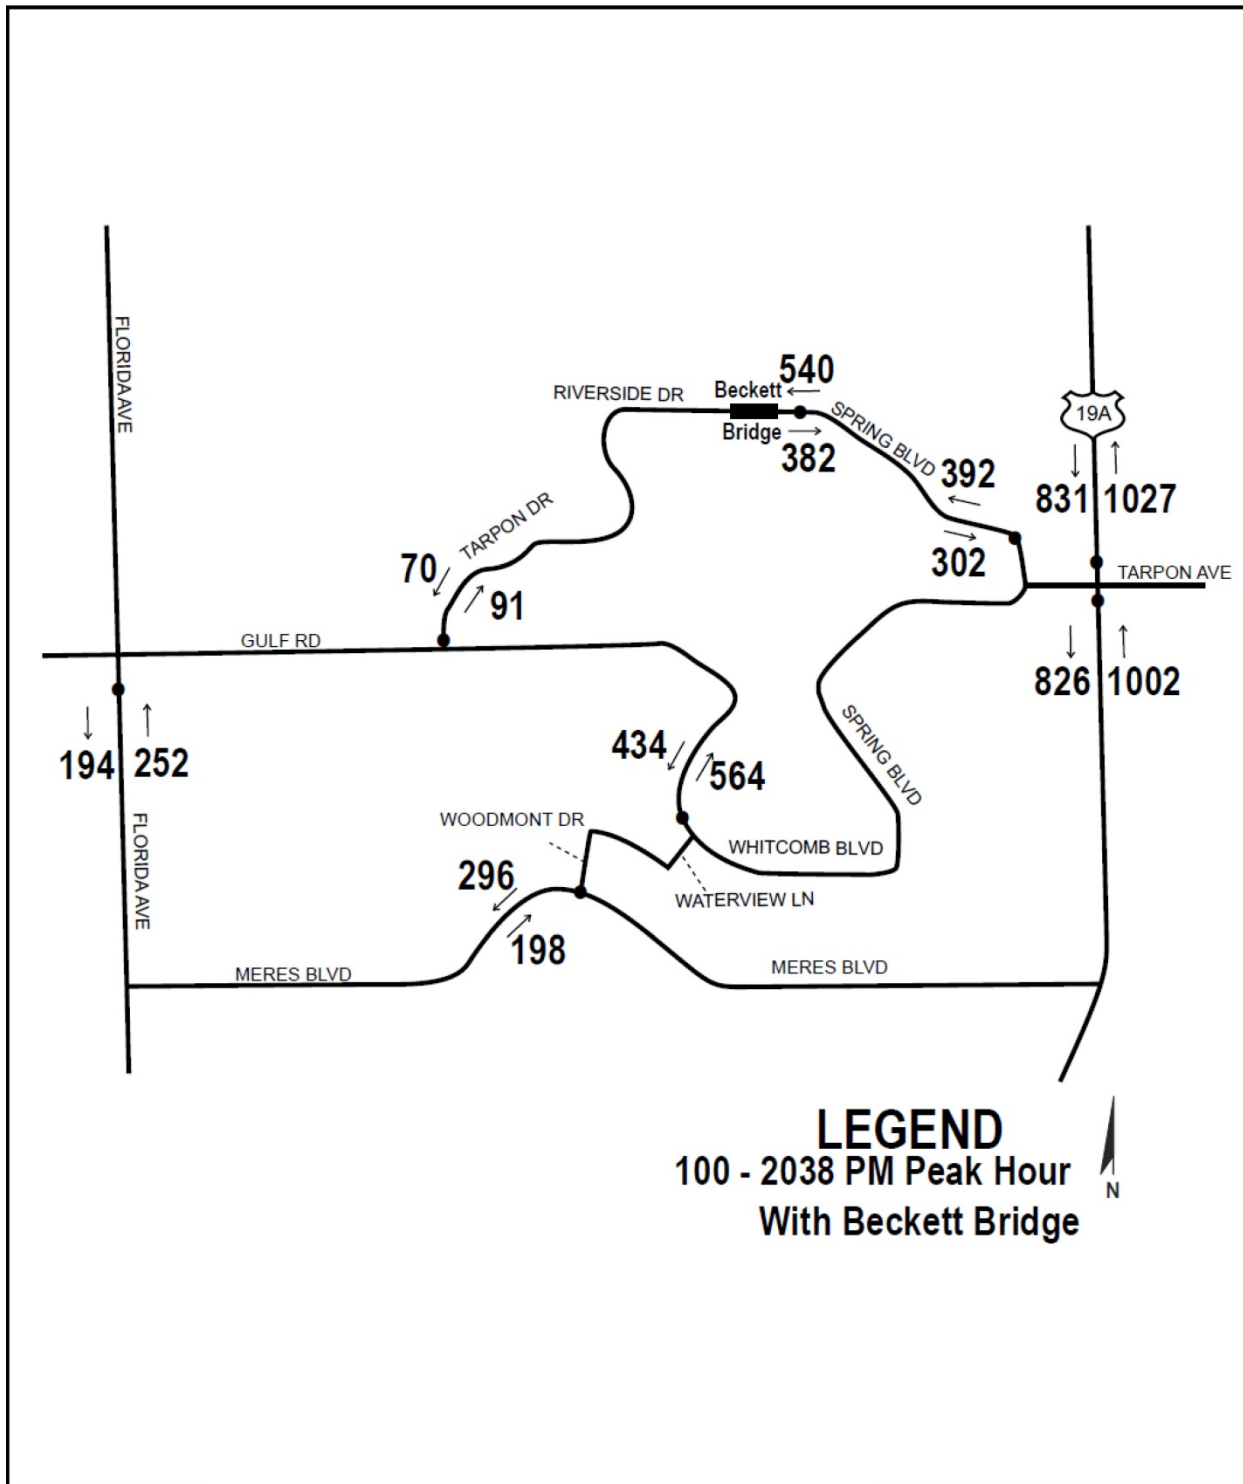 FLORIDA AVE
540
RIVERSIDE DR
Beckett
Bridge
382
SPRING BLVD
19A
392
831 1027
302
TARPON DR
70
91
TARPON AVE
GULF RD
826 1002
194 252
434
564
SPRING BLVD
WOODMONT DR
FLORIDA AVE
WHITCOMB BLVD
296
WATERVIEW LN
198
MERES BLVD
MERES BLVD
LEGEND
100 - 2038 PM Peak Hour
With Beckett Bridge
N